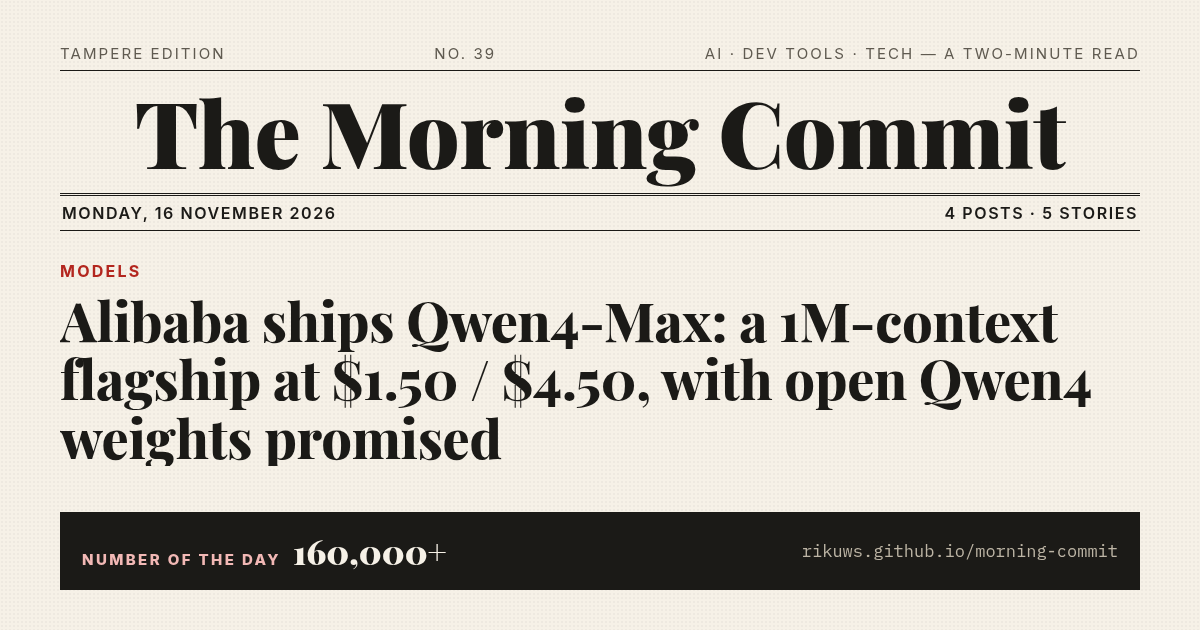 TAMPERE EDITION
NO. 39
AI · DEV TOOLS · TECH — A TWO-MINUTE READ
The Morning Commit
MONDAY, 16 NOVEMBER 2026
4 POSTS · 5 STORIES
MODELS
Alibaba ships Qwen4-Max: a 1M-context
flagship at $1.50 / $4.50, with open Qwen4
weights promised
NUMBER OF THE DAY 160,000+
rikuws.github.io/morning-commit